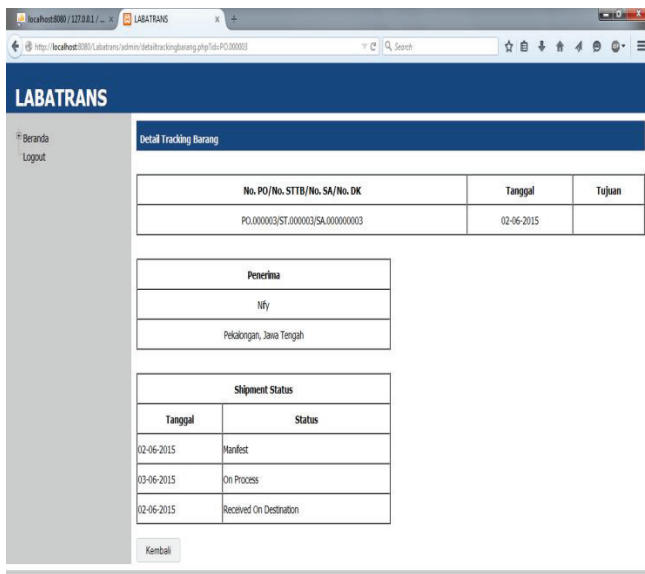 localhost:8080 / 127.0.0.1 / ...
LABATRANS
http://localhost:8080/Labatrans/admin/detailtrackingbarang.php?id=PO.000003
Search
LABATRANS
Beranda
Logout
Detail Tracking Barang
No. PO/No. STTB/No. SA/No. DK Tanggal Tujuan
PO.000003/ST.000003/SA.000000003 02-06-2015
Penerima
Nify
Pekalongan, Jawa Tengah
Shipment Status
Tanggal Status
02-06-2015 Manifest
03-06-2015 On Process
02-06-2015 Received On Destination
Kembali